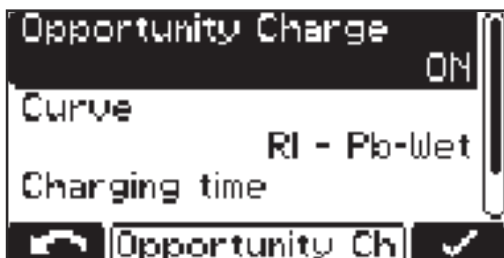 Opportunity Charge
ON
Curve
RI - Pb-Wet
Charging time
Opportunity Ch